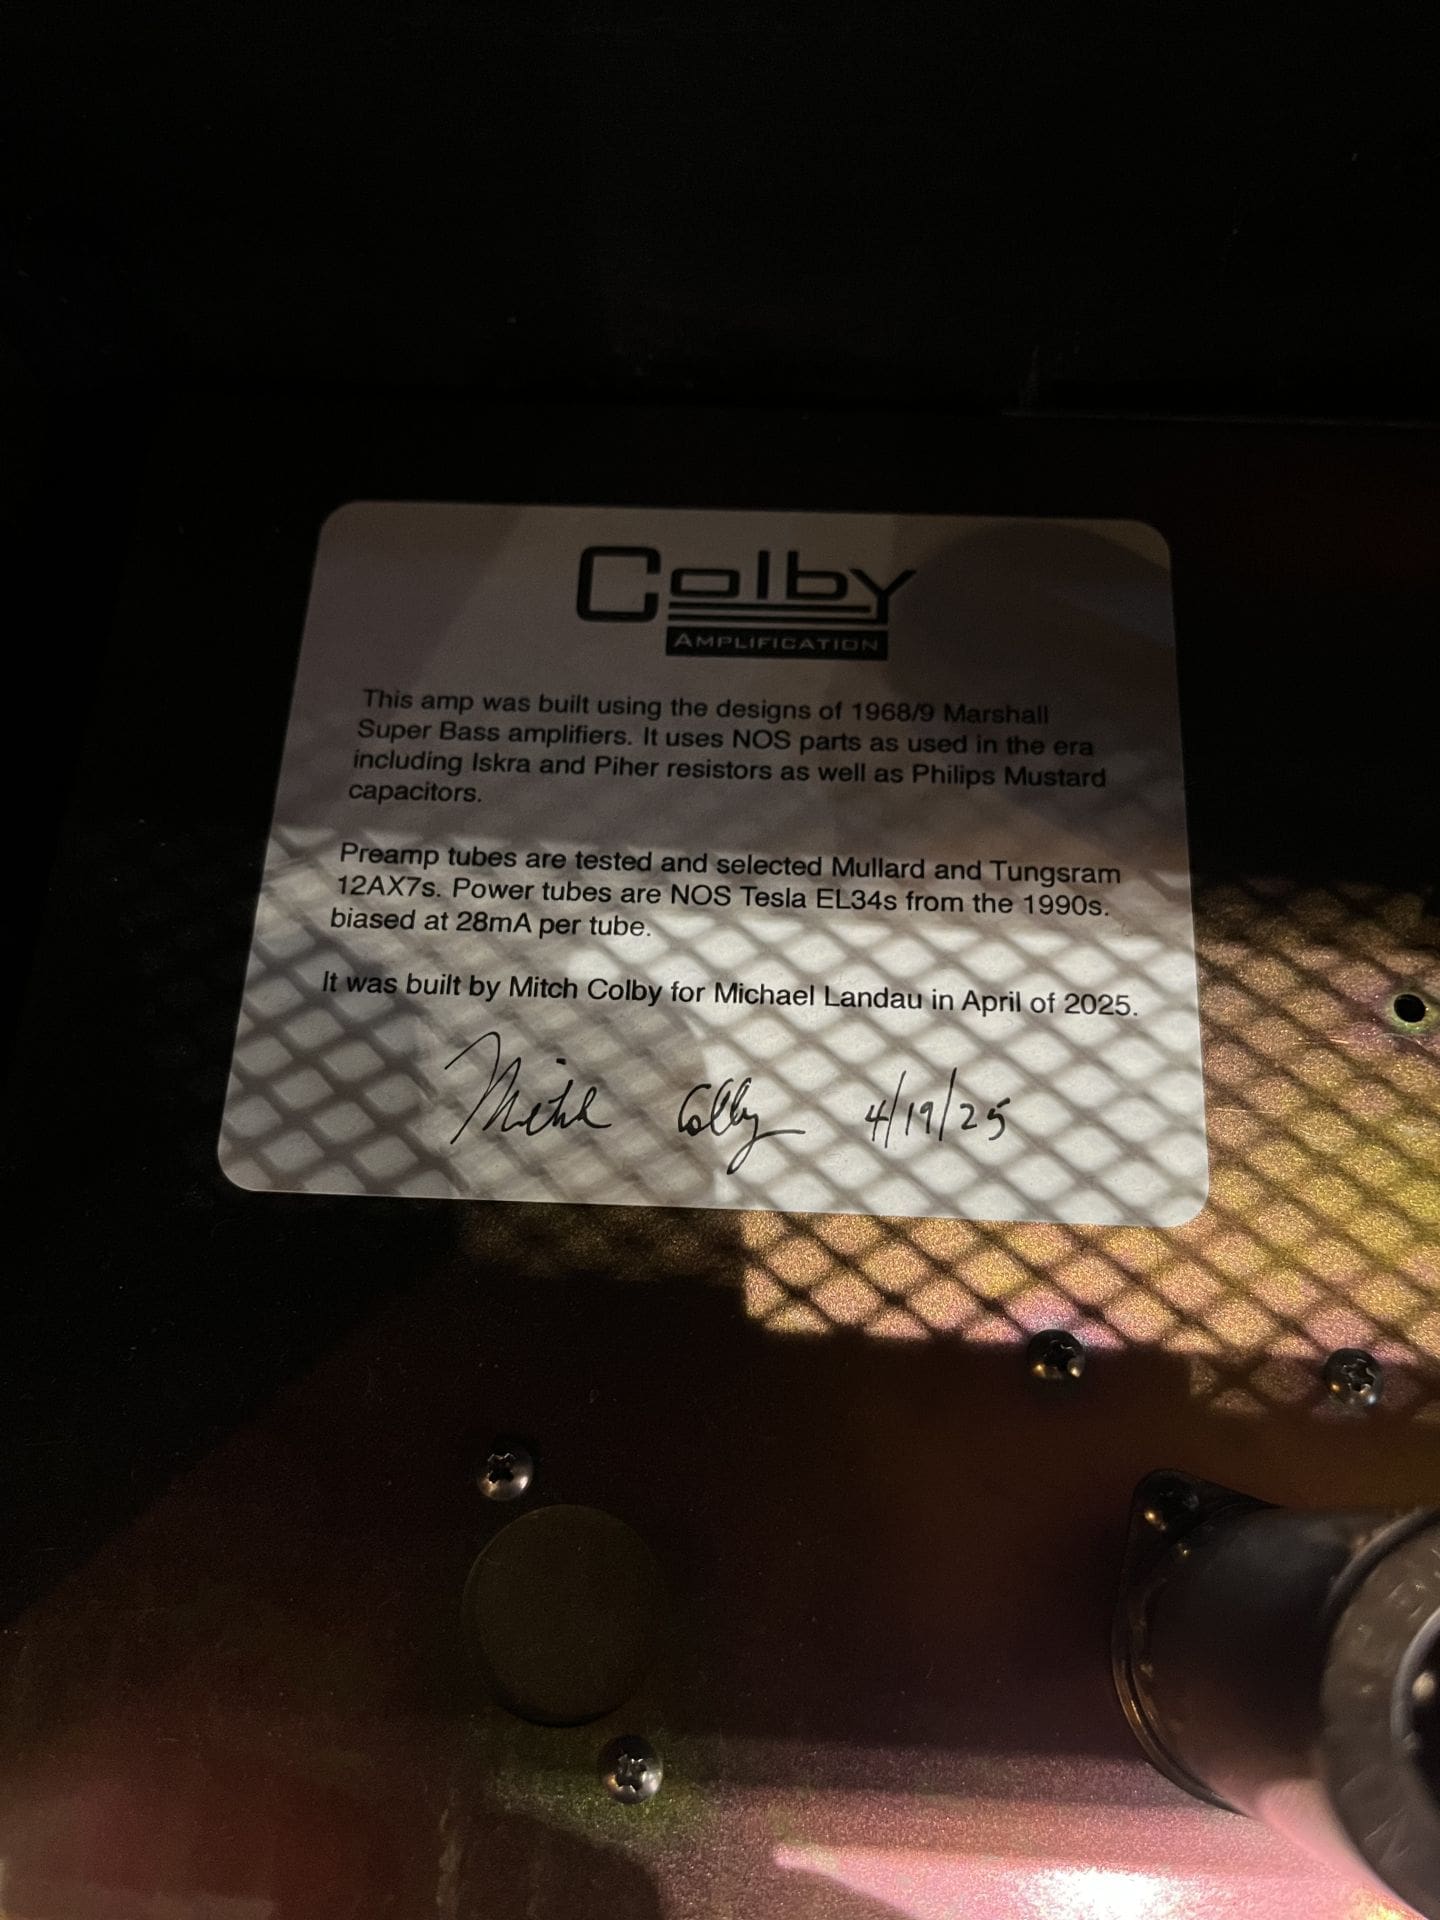 Colby
AMPLIFICATION
This amp was built using the designs of 1968/9 Marshall
Super Bass amplifiers. It uses NOS parts as used in the era
including Iskra and Piher resistors as well as Philips Mustard
capacitors.
Preamp tubes are tested and selected Mullard and Tungsram
12AX7s. Power tubes are NOS Tesla EL34s from the 1990s.
biased at 28mA per tube.
It was built by Mitch Colby for Michael Landau in April of 2025.
Mitch Colby 4/19/25